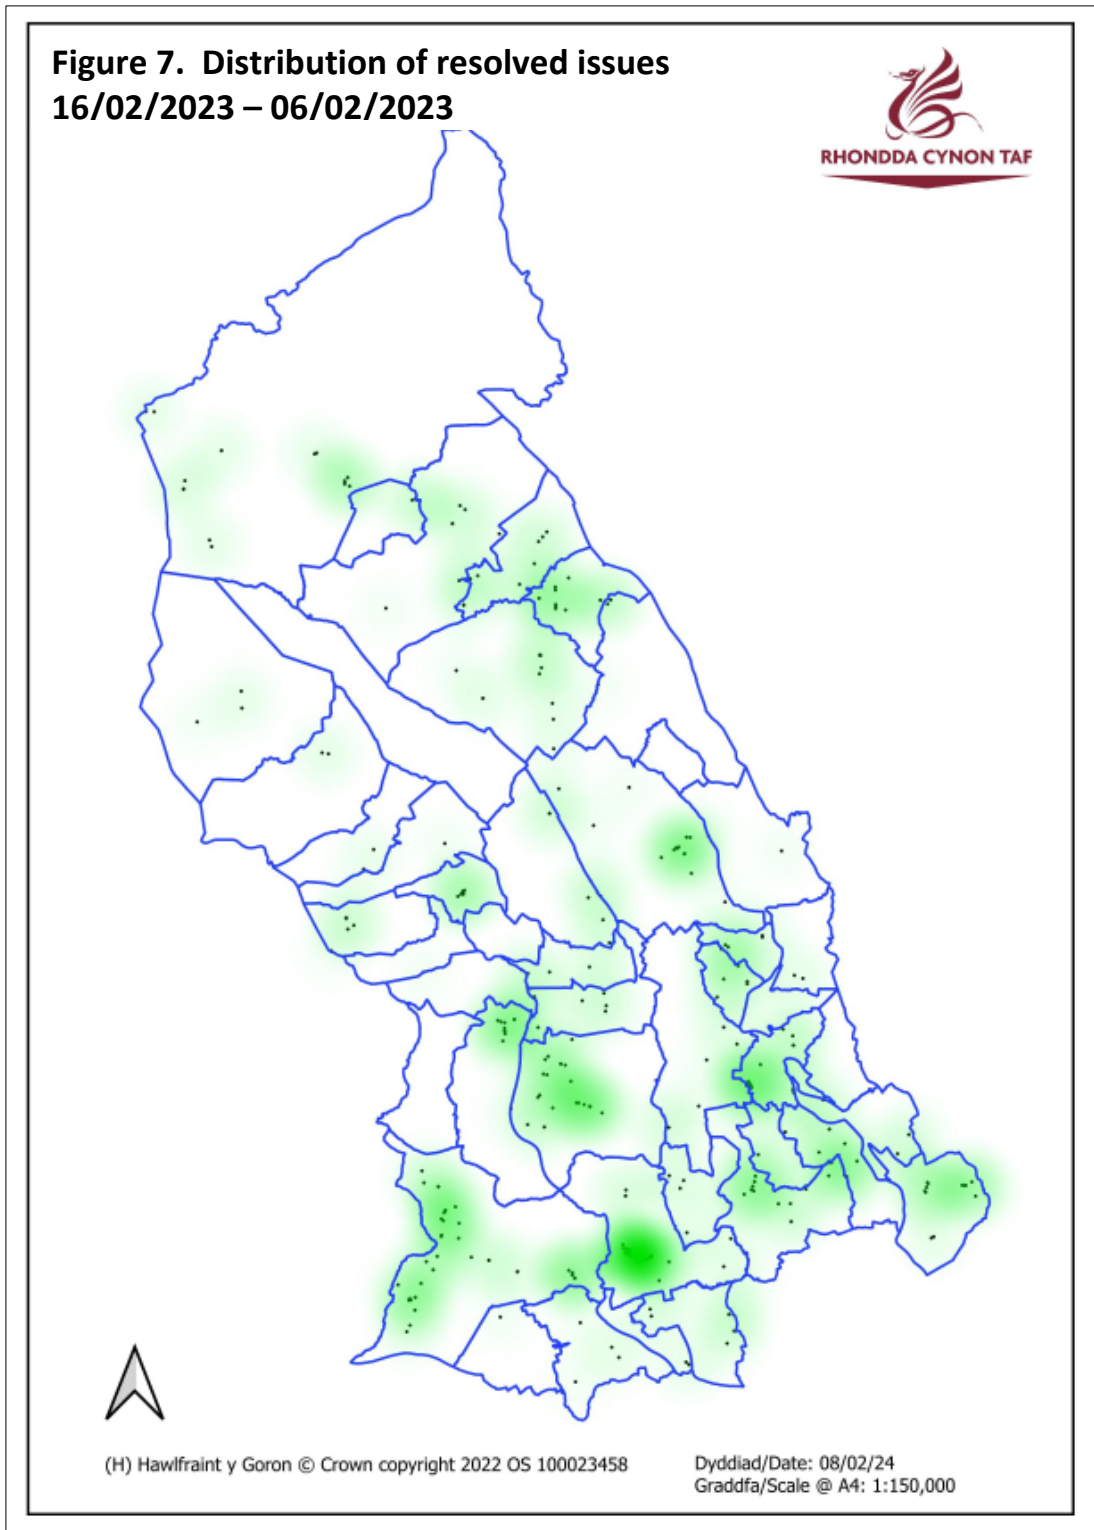 Figure 7.  Distribution of resolved issues
16/02/2023 – 06/02/2023
RHONDDA CYNON TAF
(H) Hawlfraint y Goron © Crown copyright 2022 OS 100023458
Dyddiad/Date: 08/02/24
Graddfa/Scale @ A4: 1:150,000